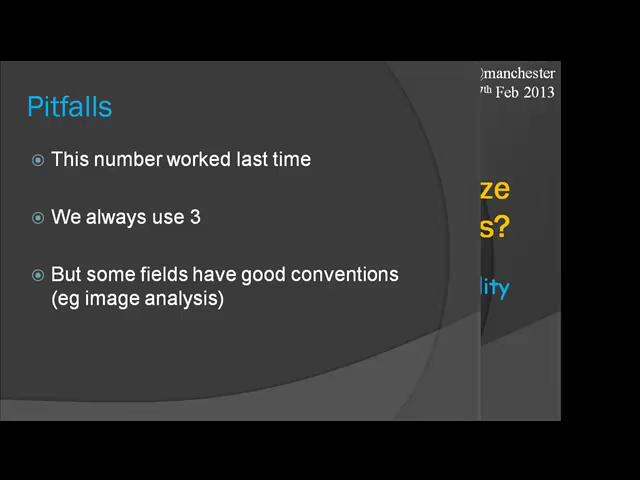 Pitfalls
This number worked last time
We always use 3
But some fields have good conventions
(eg image analysis)
manchester
7th Feb 2013
ze
s?
lity